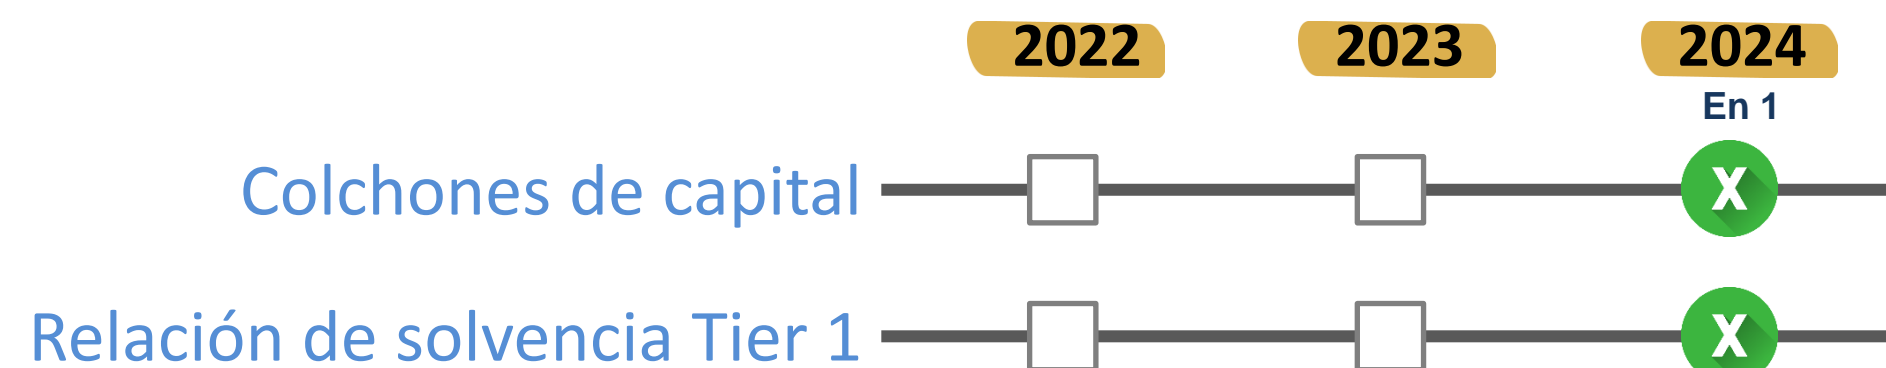 2022 2023 2024
En 1
Colchones de capital X
Relación de solvencia Tier 1 X